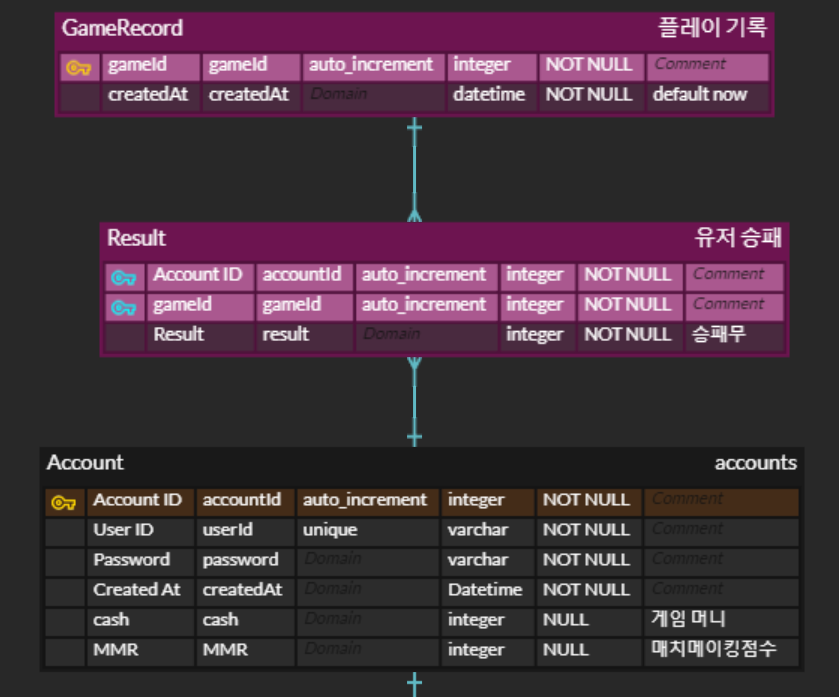 GameRecord 플레이 기록
gameId gameId auto_increment integer NOT NULL Comment
createdAt createdAt Domain datetime NOT NULL default now
Result 유저 승패
Account ID accountId auto_increment integer NOT NULL Comment
gameId gameId auto_increment integer NOT NULL Comment
Result result Domain integer NOT NULL 승패무
Account accounts
Account ID accountId auto_increment integer NOT NULL Comment
User ID userId unique varchar NOT NULL Comment
Password password Domain varchar NOT NULL Comment
Created At createdAt Domain Datetime NOT NULL Comment
cash cash Domain integer NULL 게임 머니
MMR MMR Domain integer NULL 매치메이킹점수